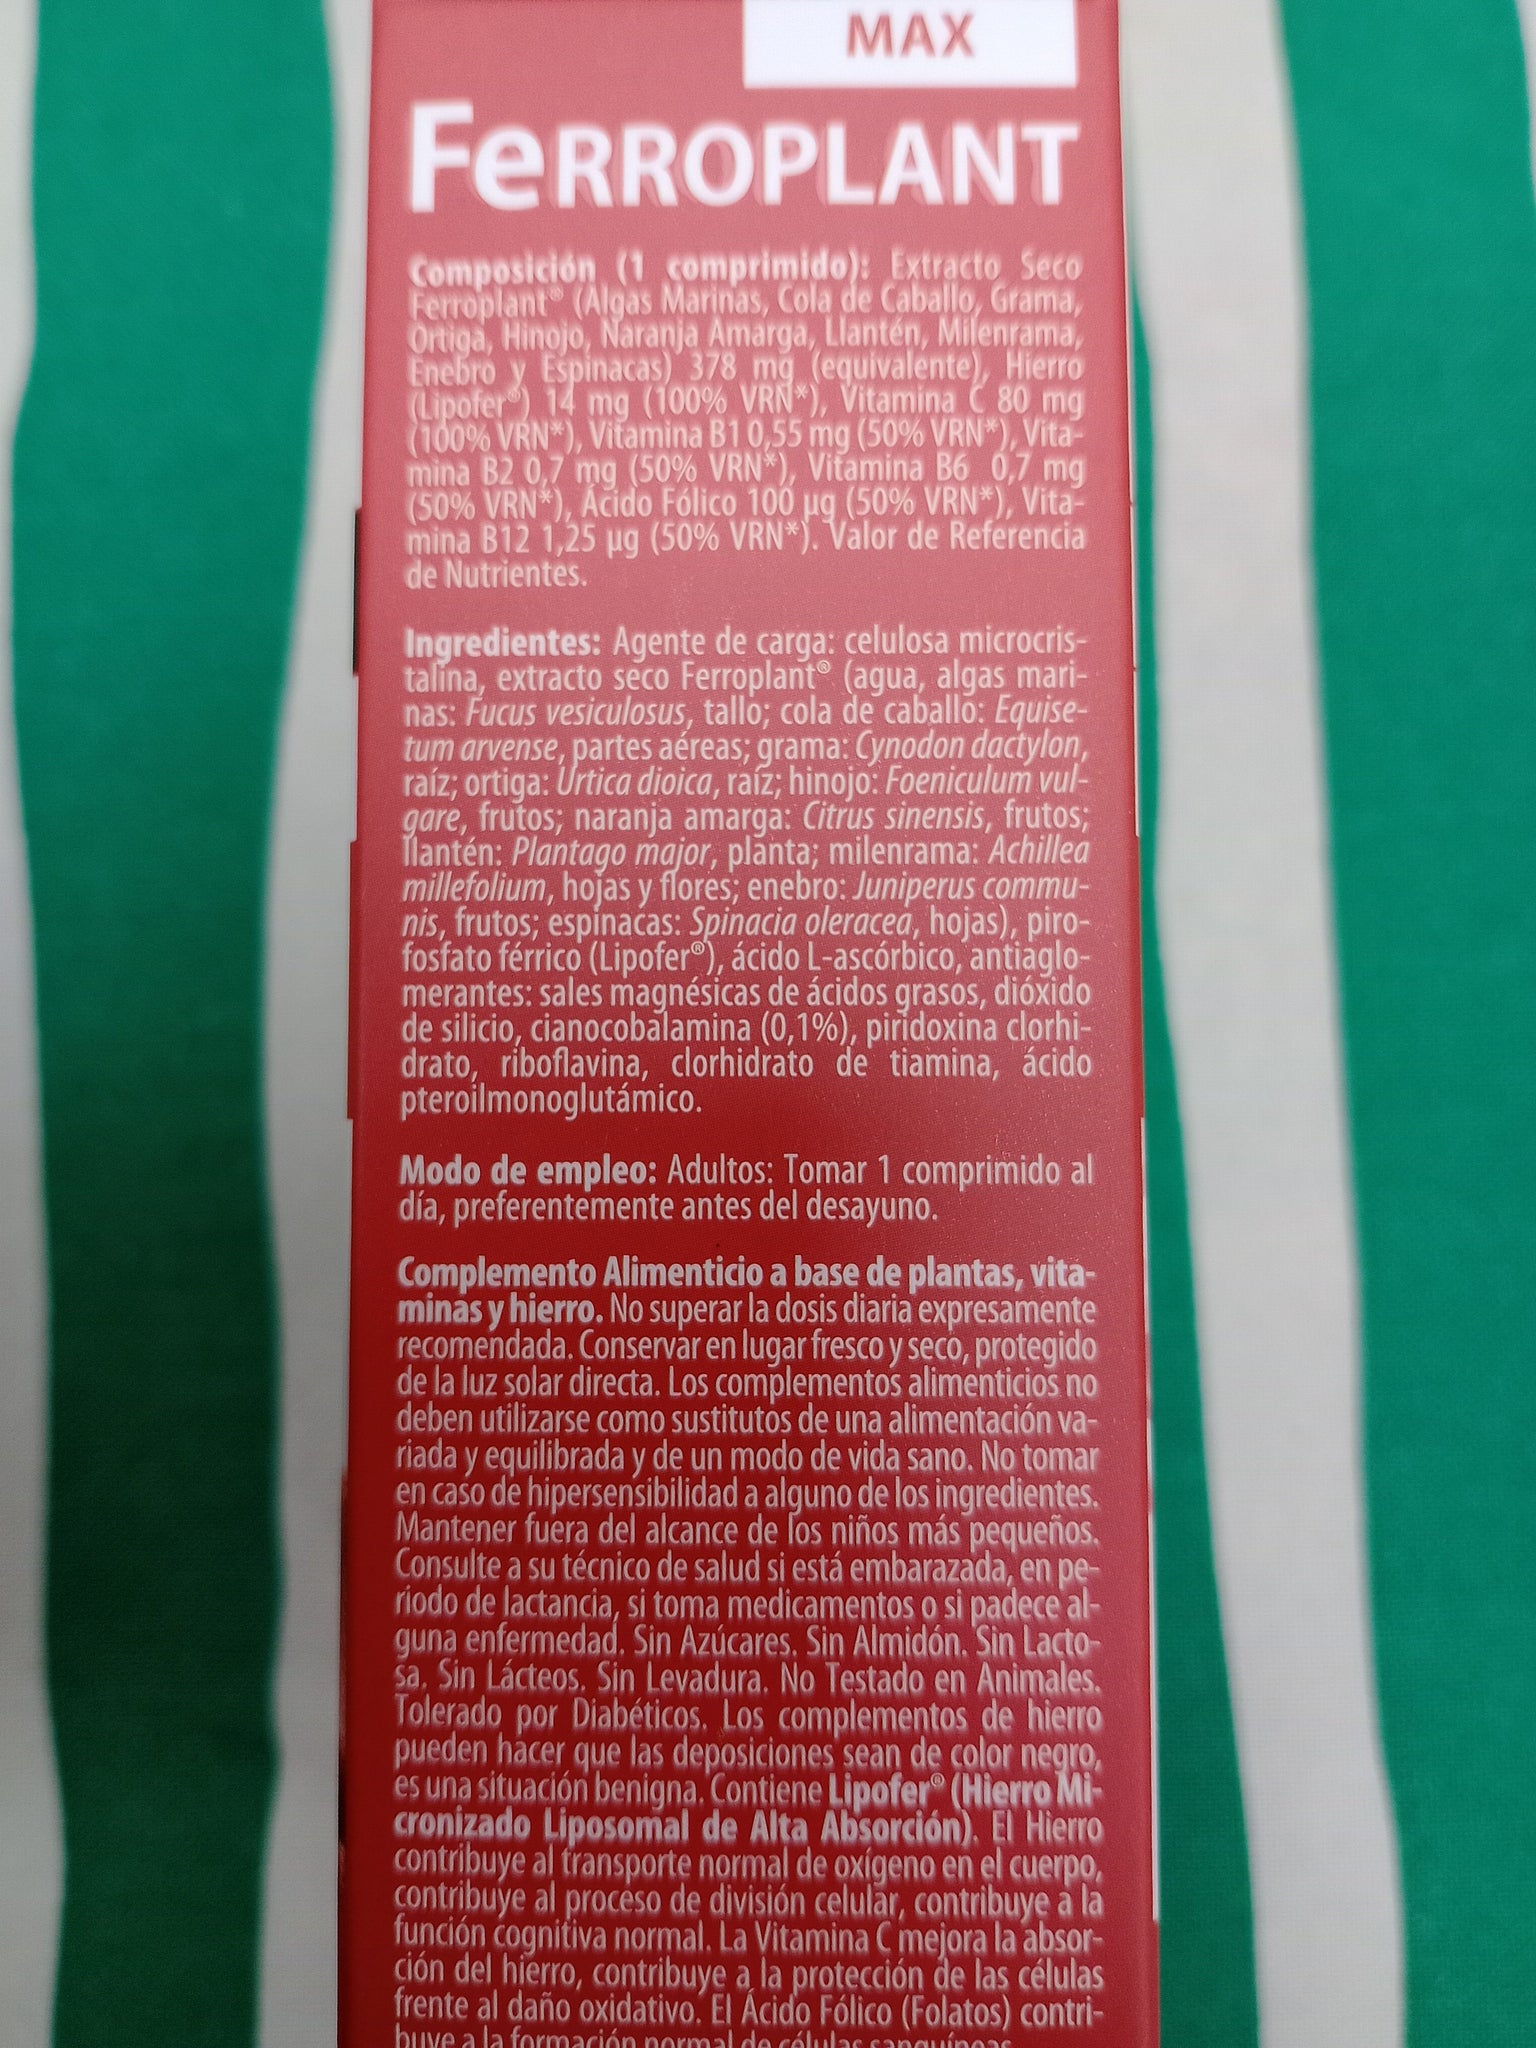 MAX
FeRROPLANT
Composición (1 comprimido): Extracto Seco
Ferroplant® (Algas Marinas, Cola de Caballo, Grama,
Ortiga, Hinojo, Naranja Amarga, Llantén, Milenrama,
Enebro y Espinacas) 378 mg (equivalente), Hierro
(Lipofer®) 14 mg (100% VRN*), Vitamina C 80 mg
(100% VRN*), Vitamina B1 0,55 mg (50% VRN*), Vita-
mina B2 0,7 mg (50% VRN*), Vitamina B6 0,7 mg
(50% VRN*), Ácido Fólico 100 µg (50% VRN*), Vita-
mina B12 1,25 µg (50% VRN*). Valor de Referencia
de Nutrientes.
Ingredientes: Agente de carga: celulosa microcris-
talina, extracto seco Ferroplant® (agua, algas mari-
nas: Fucus vesiculosus, tallo; cola de caballo: Equise-
tum arvense, partes aéreas; grama: Cynodon dactylon,
raíz; ortiga: Urtica dioica, raíz; hinojo: Foeniculum vul-
gare, frutos; naranja amarga: Citrus sinensis, frutos;
llantén: Plantago major, planta; milenrama: Achillea
millefolium, hojas y flores; enebro: Juniperus commu-
nis, frutos; espinacas: Spinacia oleracea, hojas), piro-
fosfato férrico (Lipofer®), ácido L-ascórbico, antiaglo-
merantes: sales magnésicas de ácidos grasos, dióxido
de silicio, cianocobalamina (0,1%), piridoxina clorhi-
drato, riboflavina, clorhidrato de tiamina, ácido
pteroilmonoglutámico.
Modo de empleo: Adultos: Tomar 1 comprimido al
día, preferentemente antes del desayuno.
Complemento Alimenticio a base de plantas, vita-
minas y hierro. No superar la dosis diaria expresamente
recomendada. Conservar en lugar fresco y seco, protegido
de la luz solar directa. Los complementos alimenticios no
deben utilizarse como sustitutos de una alimentación va-
riada y equilibrada y de un modo de vida sano. No tomar
en caso de hipersensibilidad a alguno de los ingredientes.
Mantener fuera del alcance de los niños más pequeños.
Consulte a su técnico de salud si está embarazada, en pe-
riodo de lactancia, si toma medicamentos o si padece al-
guna enfermedad. Sin Azúcares. Sin Almidón. Sin Lacto-
sa. Sin Lácteos. Sin Levadura. No Testado en Animales.
Tolerado por Diabéticos. Los complementos de hierro
pueden hacer que las deposiciones sean de color negro,
es una situación benigna. Contiene Lipofer® (Hierro Mi-
cronizado Liposomal de Alta Absorción). El Hierro
contribuye al transporte normal de oxígeno en el cuerpo,
contribuye al proceso de división celular, contribuye a la
función cognitiva normal. La Vitamina C mejora la absor-
ción del hierro, contribuye a la protección de las células
frente al daño oxidativo. El Ácido Fólico (Folatos) contri-
buye a la formación normal de células sanguíneas